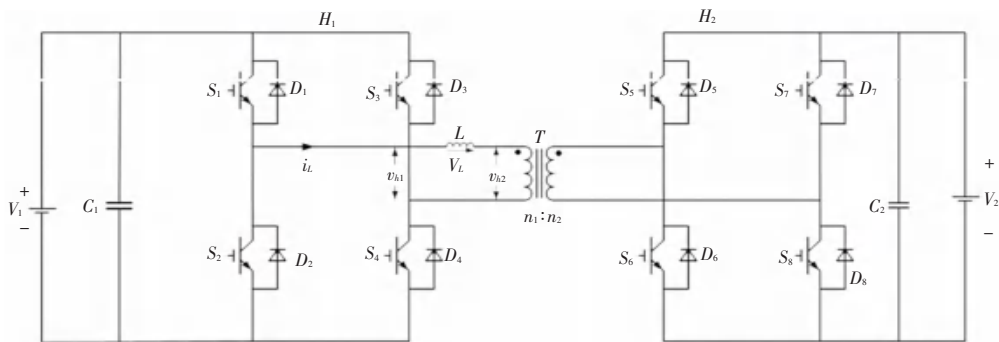 H1 H2
S1 D1 S3 D3 S5 D5 S7 D7
L T
iL VL
vh1 vh2
n1:n2
+ V1 − C1 C2 + V2 −
S2 D2 S4 D4 S6 D6 S8 D8